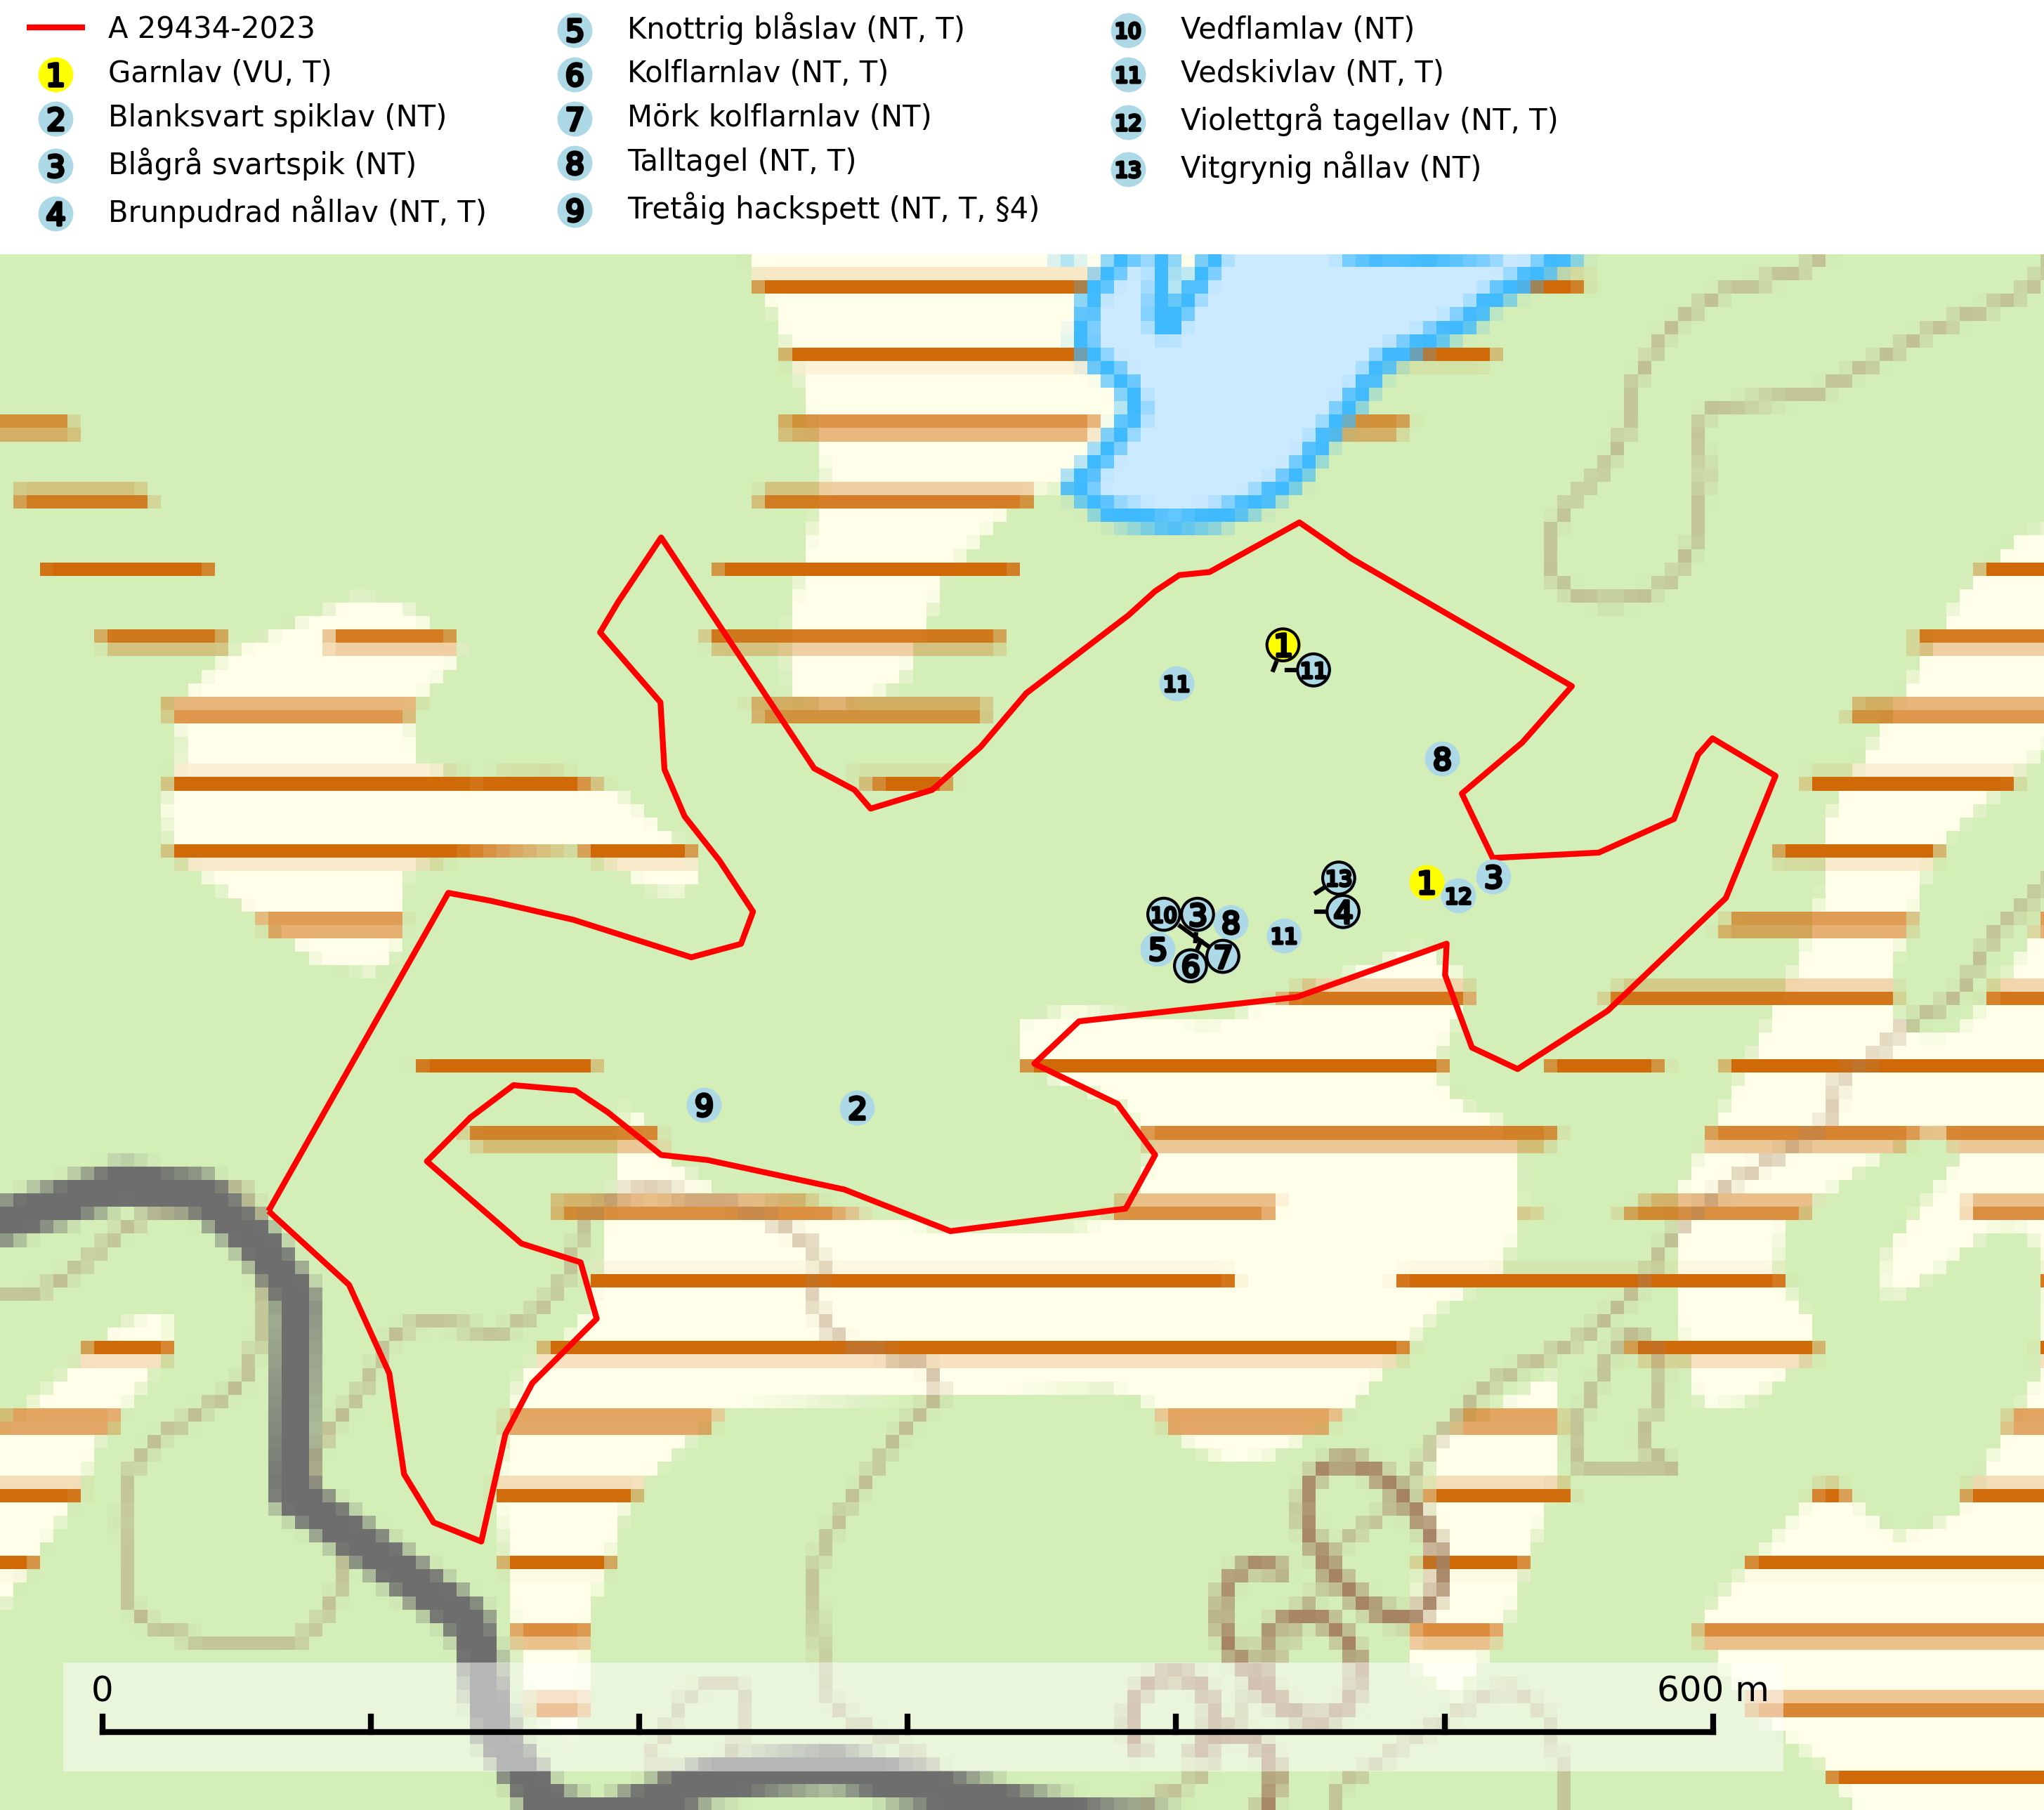 A 29434-2023
1 Garnlav (VU, T)
2 Blanksvart spiklav (NT)
3 Blågrå svartspik (NT)
4 Brunpudrad nållav (NT, T)
5 Knottrig blåslav (NT, T)
6 Kolflarnlav (NT, T)
7 Mörk kolflarnlav (NT)
8 Talltagel (NT, T)
9 Tretåig hackspett (NT, T, §4)
10 Vedflamlav (NT)
11 Vedskivlav (NT, T)
12 Violettgrå tagellav (NT, T)
13 Vitgrynig nållav (NT)
1
11
11
8
13
1
12
3
4
10
3
8
11
5
6
7
9
2
0
600 m